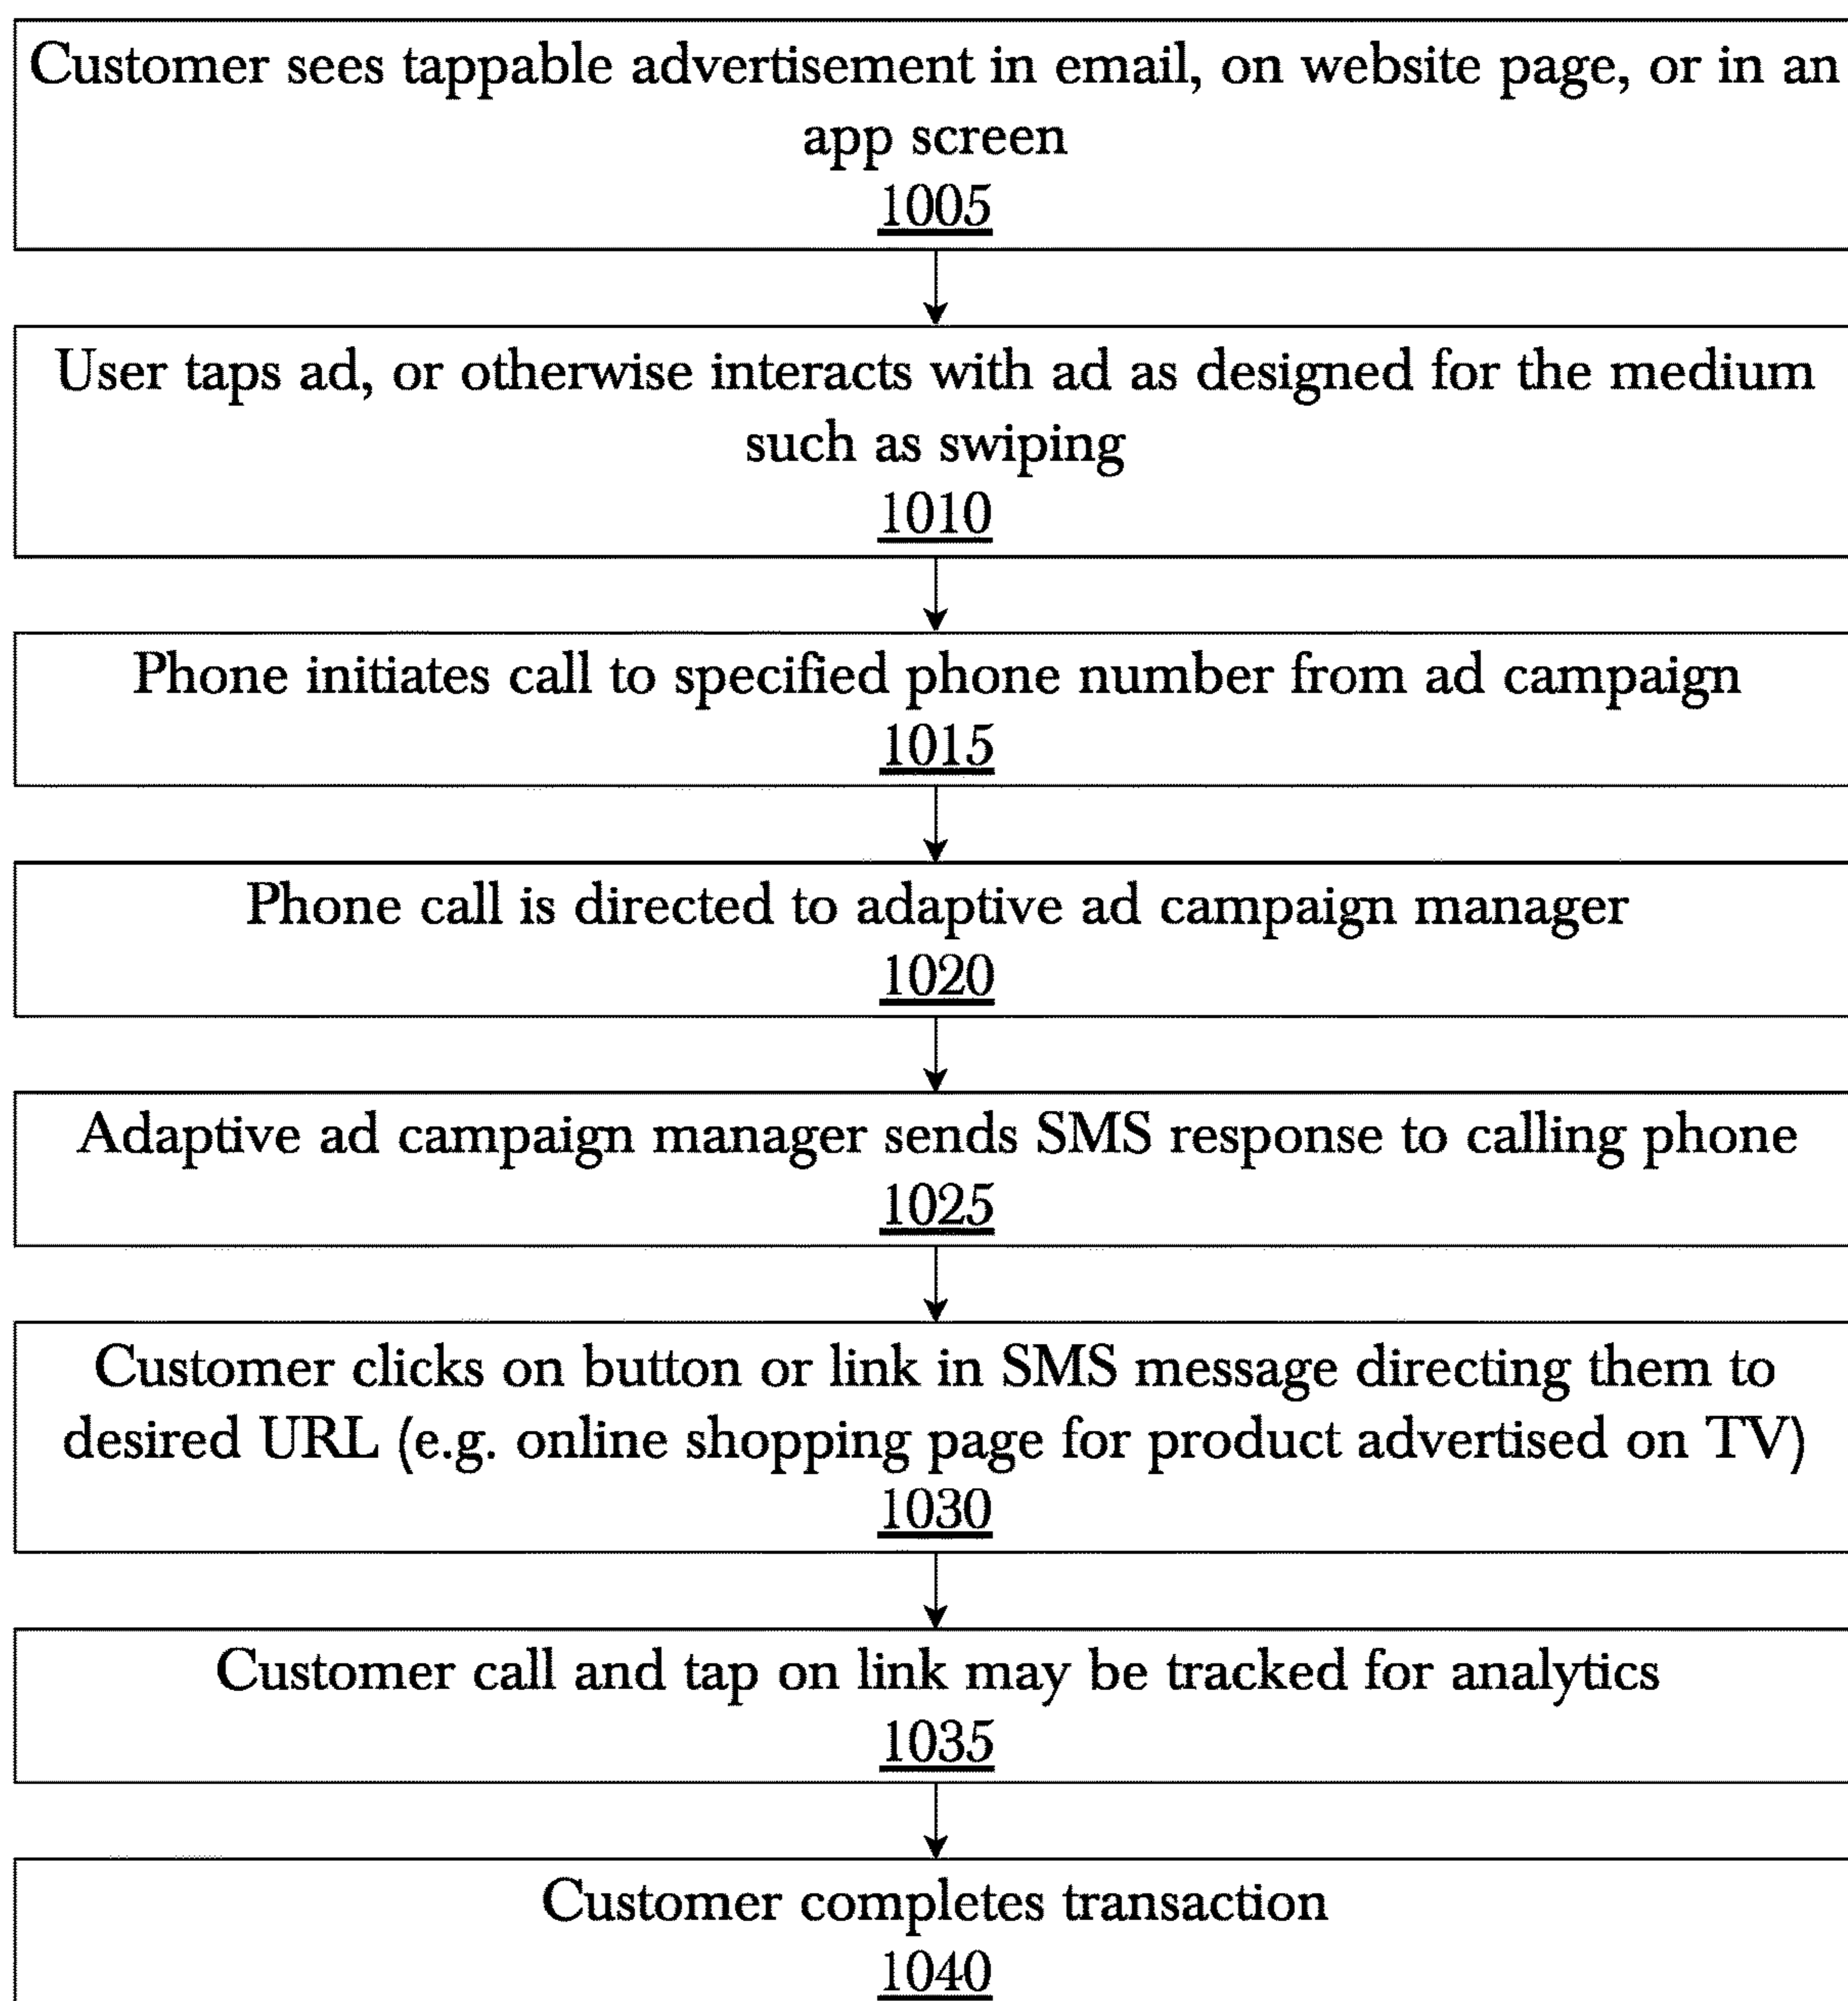 Customer sees tappable advertisement in email, on website page, or in an
app screen
1005
User taps ad, or otherwise interacts with ad as designed for the medium
such as swiping
1010
Phone initiates call to specified phone number from ad campaign
1015
Phone call is directed to adaptive ad campaign manager
1020
Adaptive ad campaign manager sends SMS response to calling phone
1025
Customer clicks on button or link in SMS message directing them to
desired URL (e.g. online shopping page for product advertised on TV)
1030
Customer call and tap on link may be tracked for analytics
1035
Customer completes transaction
1040